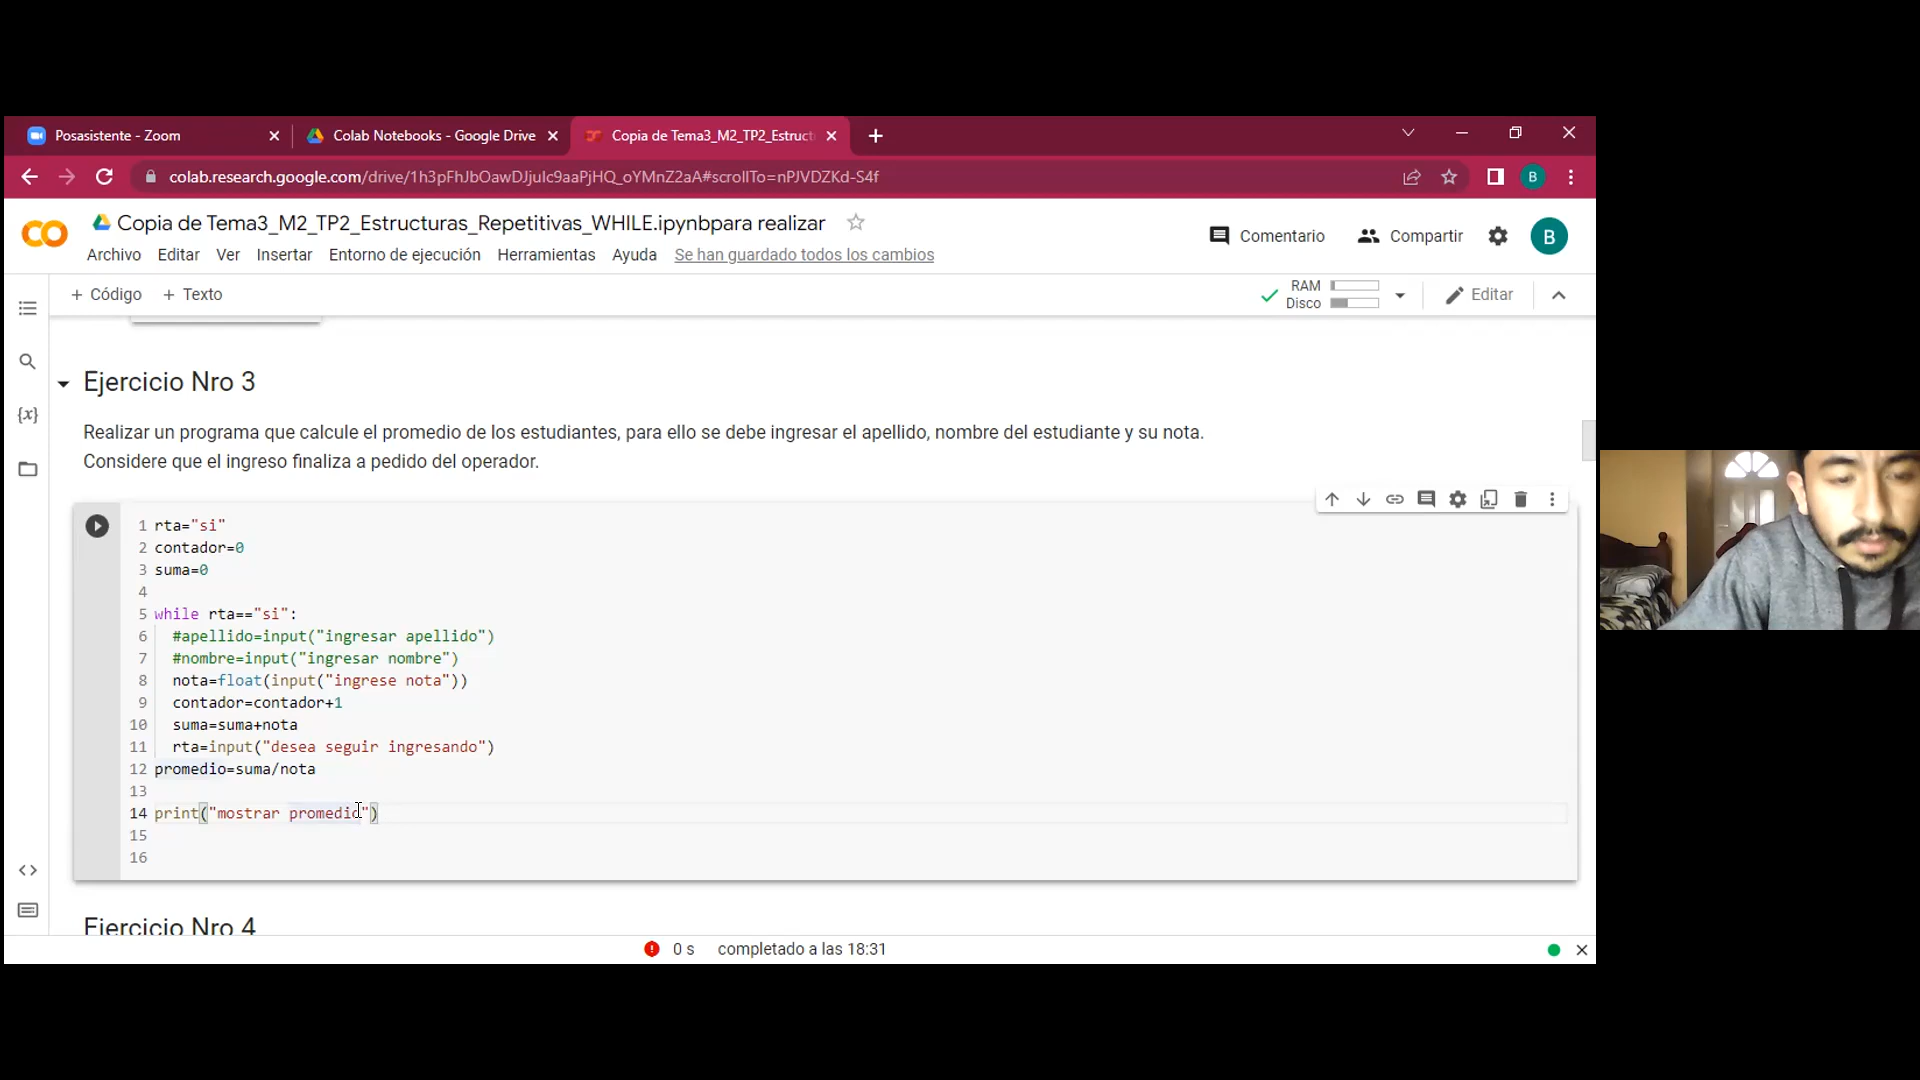 Posasistente - Zoom
Colab Notebooks - Google Drive
Copia de Tema3_M2_TP2_Estruct
colab.research.google.com/drive/1h3pFhJbOawDJjulc9aaPjHQ_oYMnZ2aA#scrollTo=nPJVDZKd-S4f
B
CO
Copia de Tema3_M2_TP2_Estructuras_Repetitivas_WHILE.ipynbpara realizar
Comentario
Compartir
B
Archivo Editar Ver Insertar Entorno de ejecución Herramientas Ayuda Se han guardado todos los cambios
+ Código + Texto
RAM
Disco
Editar
{x}
Ejercicio Nro 3
Realizar un programa que calcule el promedio de los estudiantes, para ello se debe ingresar el apellido, nombre del estudiante y su nota.
Considere que el ingreso finaliza a pedido del operador.
1 rta="si"
2 contador=0
3 suma=0
4
5 while rta=="si":
6 #apellido=input("ingresar apellido")
7 #nombre=input("ingresar nombre")
8 nota=float(input("ingrese nota"))
9 contador=contador+1
10 suma=suma+nota
11 rta=input("desea seguir ingresando")
12 promedio=suma/nota
13
14 print("mostrar promedio")
15
16
Ejercicio Nro 4
0 s completado a las 18:31